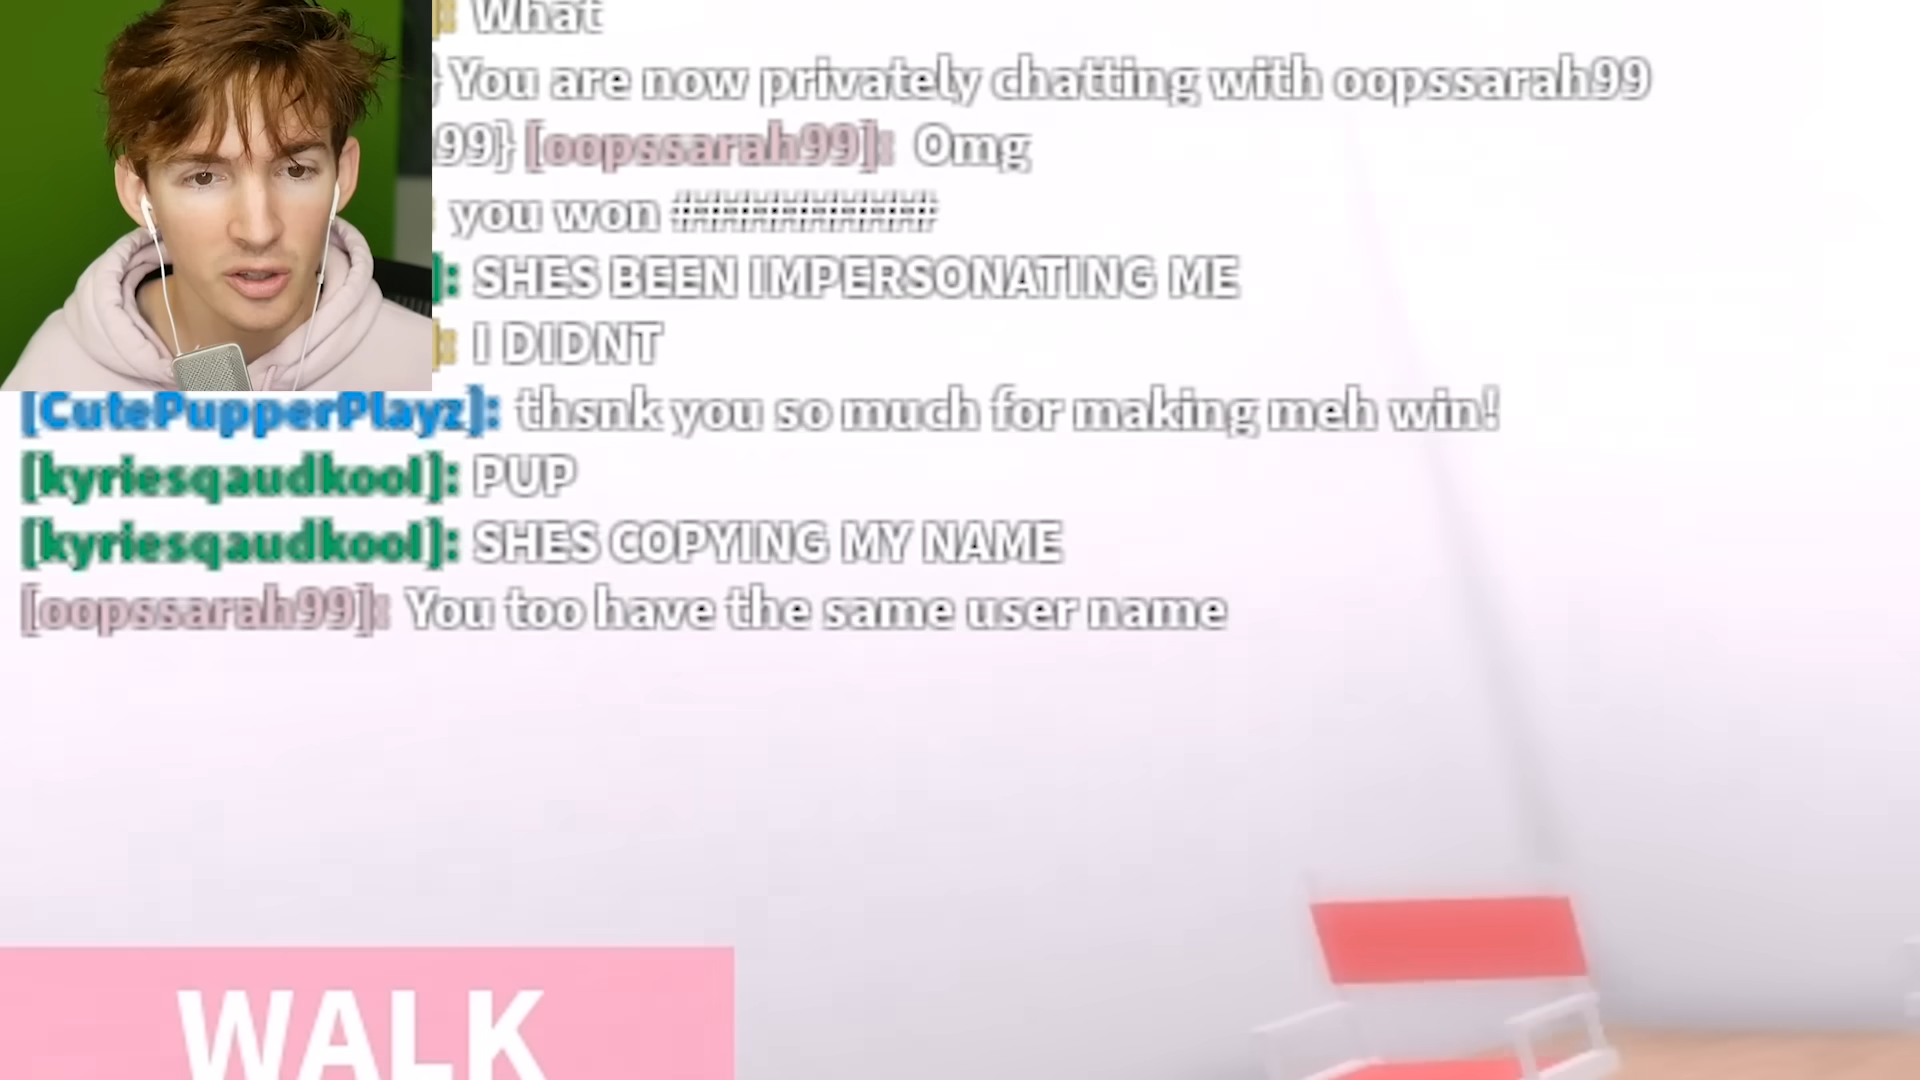 : What
} You are now privately chatting with oopssarah99
99} [oopssarah99]: Omg
you won ##########
]: SHES BEEN IMPERSONATING ME
]: I DIDNT
[CutePupperPlayz]: thsnk you so much for making meh win!
[kyriesqaudkool]: PUP
[kyriesqaudkool]: SHES COPYING MY NAME
[oopssarah99]: You too have the same user name
WALK